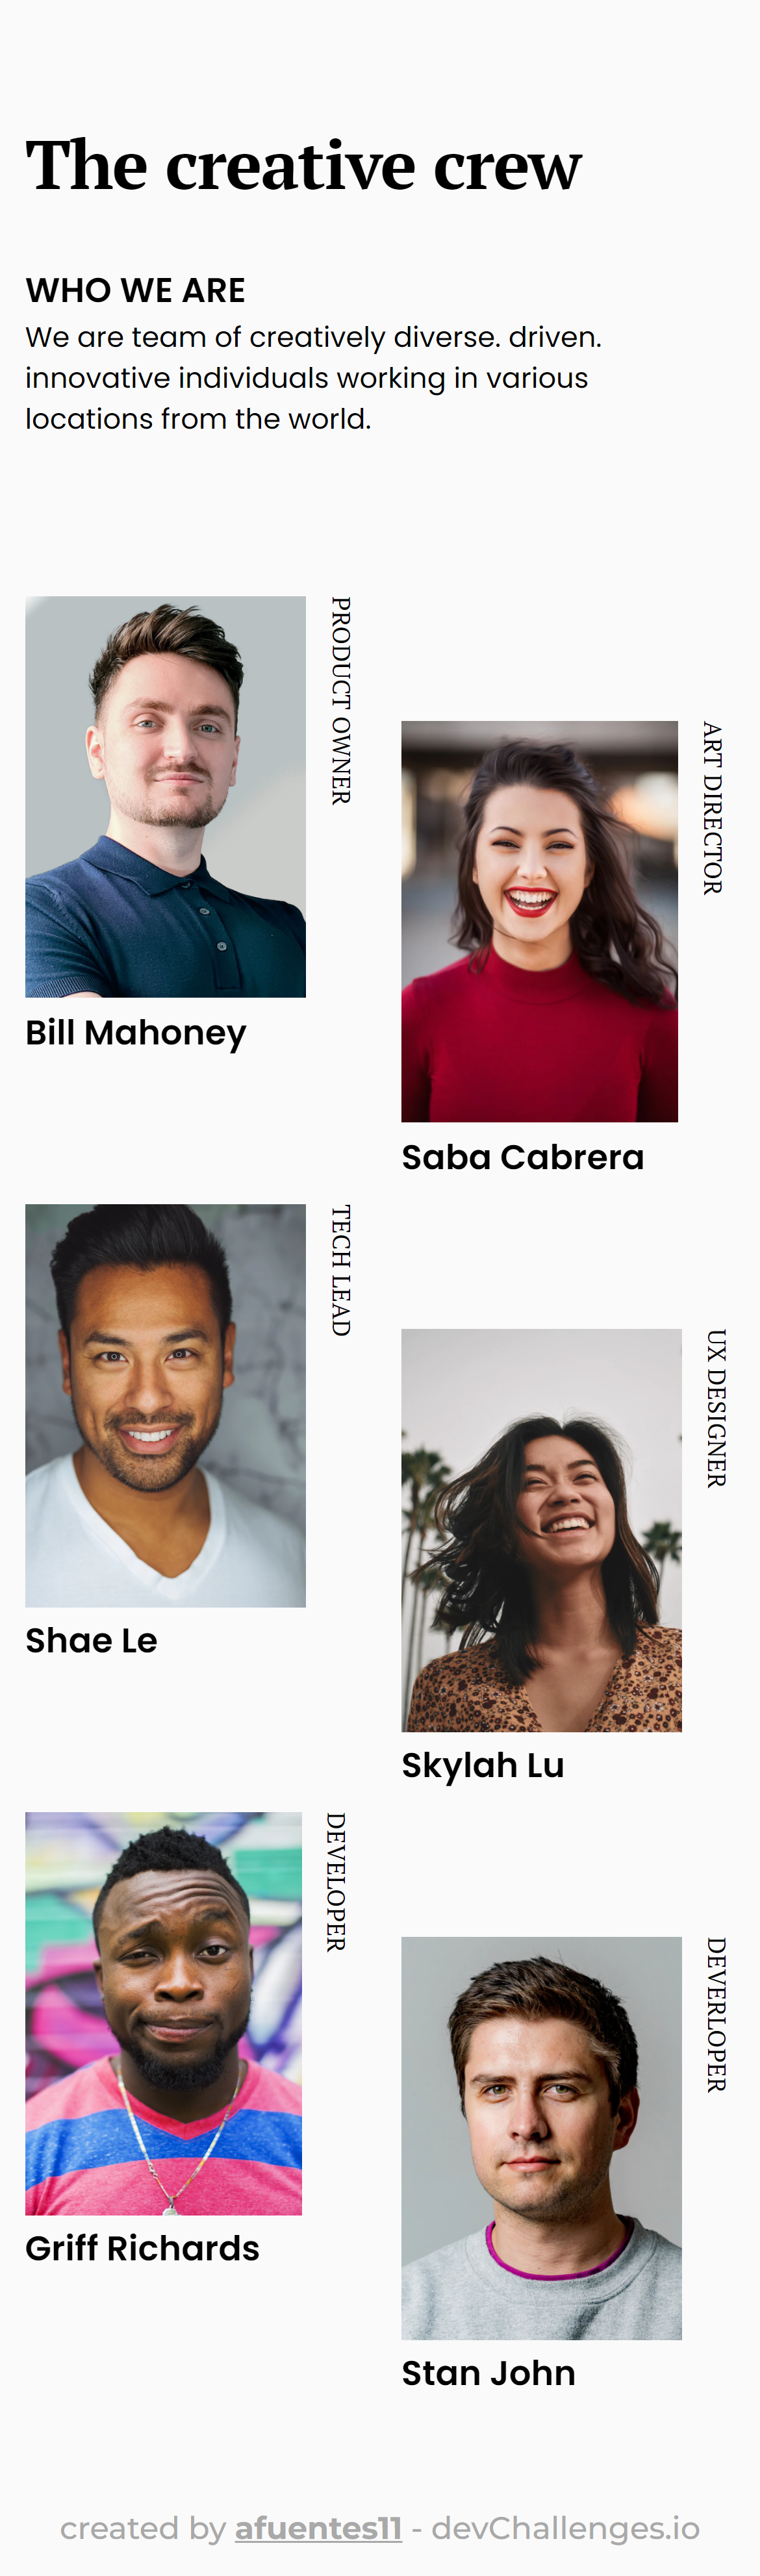 The creative crew
WHO WE ARE
We are team of creatively diverse. driven.
innovative individuals working in various
locations from the world.
PRODUCT OWNER
Bill Mahoney
ART DIRECTOR
Saba Cabrera
TECH LEAD
Shae Le
UX DESIGNER
Skylah Lu
DEVELOPER
Griff Richards
DEVERLOPER
Stan John
created by afuentes11 - devChallenges.io